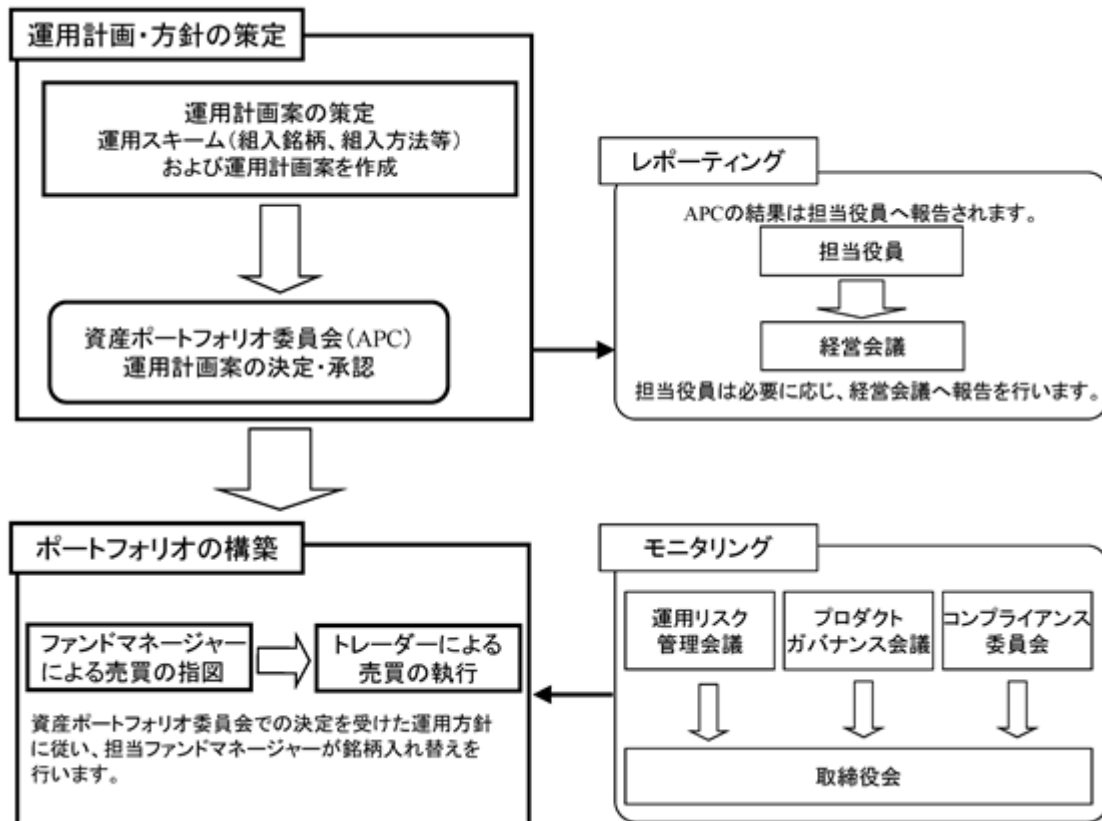 運用計画・方針の策定
運用計画案の策定
運用スキーム(組入銘柄、組入方法等)
および運用計画案を作成
資産ポートフォリオ委員会(APC)
運用計画案の決定・承認
レポーティング
APCの結果は担当役員へ報告されます。
担当役員
経営会議
担当役員は必要に応じ、経営会議へ報告を行います。
ポートフォリオの構築
ファンドマネージャー
による売買の指図
トレーダーによる
売買の執行
資産ポートフォリオ委員会での決定を受けた運用方針
に従い、担当ファンドマネージャーが銘柄入れ替えを
行います。
モニタリング
運用リスク
管理会議
プロダクト
ガバナンス会議
コンプライアンス
委員会
取締役会